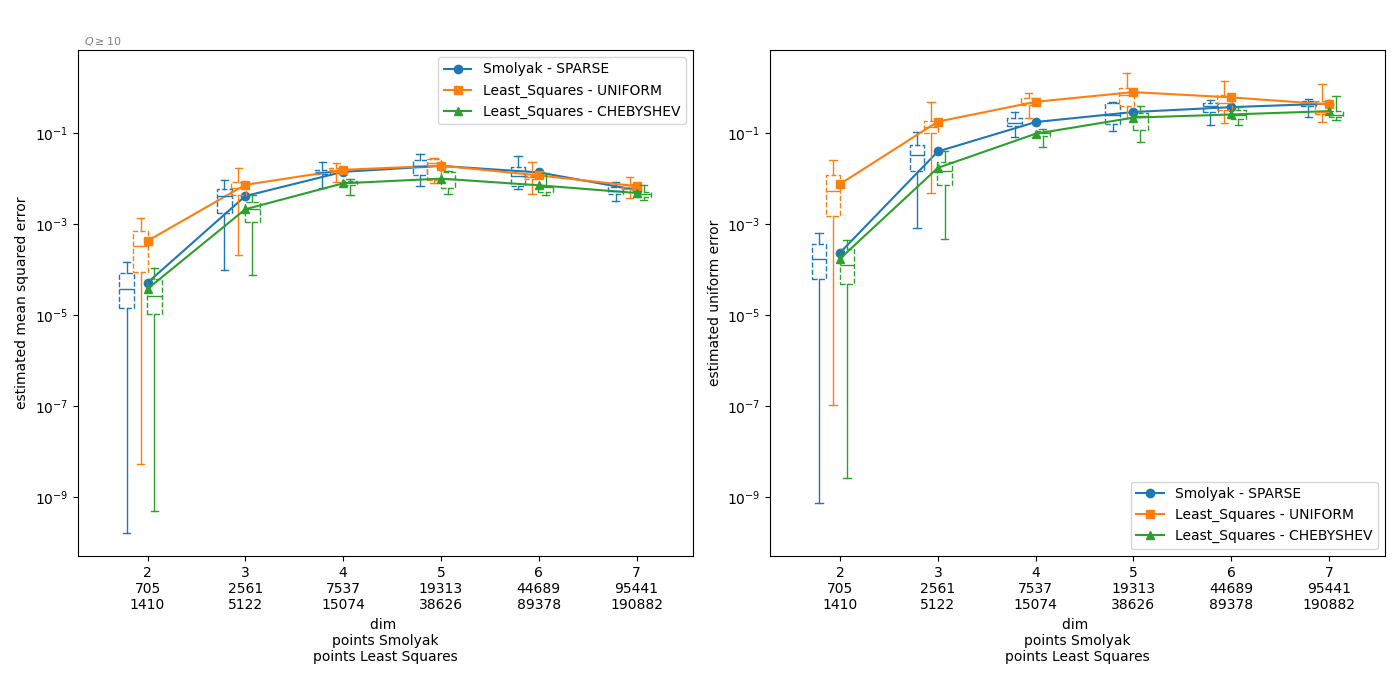 Q ≥ 10
Smolyak - SPARSE
Least_Squares - UNIFORM
Least_Squares - CHEBYSHEV
estimated mean squared error
10⁻¹
10⁻³
10⁻⁵
10⁻⁷
10⁻⁹
2 3 4 5 6 7
705 2561 7537 19313 44689 95441
1410 5122 15074 38626 89378 190882
dim
points Smolyak
points Least Squares
estimated uniform error
10⁻¹
10⁻³
10⁻⁵
10⁻⁷
10⁻⁹
Smolyak - SPARSE
Least_Squares - UNIFORM
Least_Squares - CHEBYSHEV
2 3 4 5 6 7
705 2561 7537 19313 44689 95441
1410 5122 15074 38626 89378 190882
dim
points Smolyak
points Least Squares